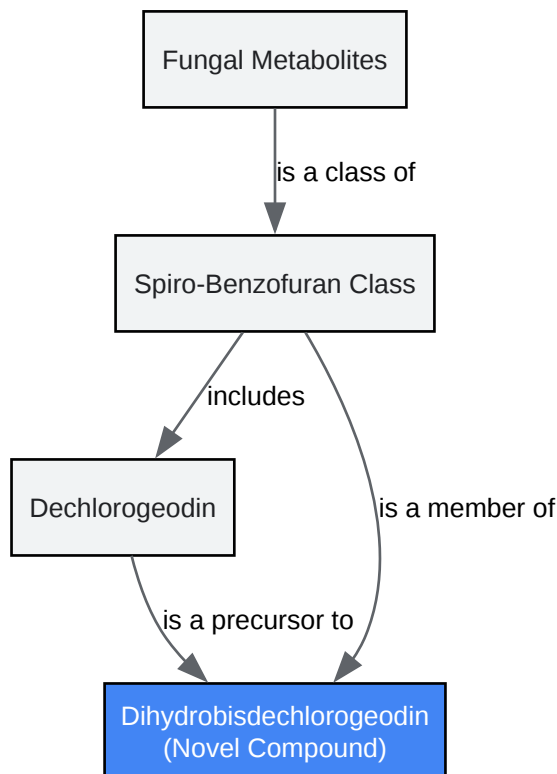 Fungal Metabolites
is a class of
Spiro-Benzofuran Class
includes
Dechlorogeodin
is a member of
is a precursor to
Dihydrobisdechlorogeodin
(Novel Compound)